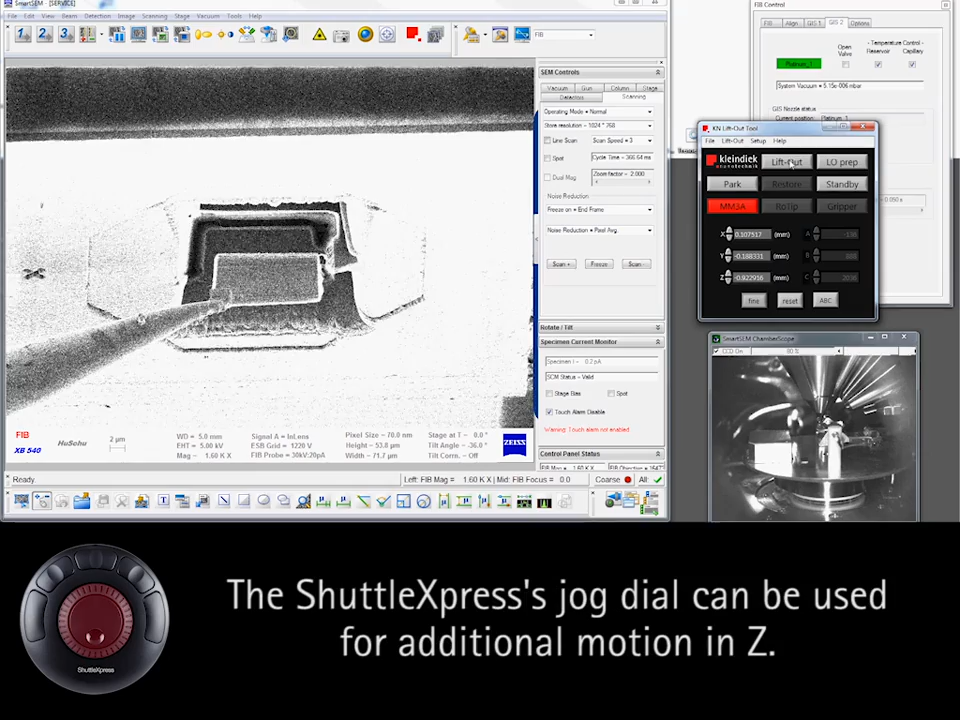 SmartSEM - [SERVICE]
File Edit View Beam Detection Image Scanning Stage Vacuum Tools Help
FIB
SEM Controls
Vacuum Gun Column Stage
Detectors Scanning
Operating Mode = Normal
Store resolution = 1024 * 768
Line Scan Scan Speed = 3
Spot Cycle Time = 366.64 ms
Dual Mag Zoom factor = 2.000
Noise Reduction
Freeze on = End Frame
Noise Reduction = Pixel Avg.
Scan + Freeze Scan -
Rotate / Tilt
Specimen Current Monitor
Specimen I = 0.2 pA
SCM Status = Valid
Stage Bias Spot
Touch Alarm Disable
Warning: Touch alarm not enabled
Control Panel Status
FIB
XB 540
HuSchu
2 µm
WD = 5.0 mm
EHT = 5.00 kV
Mag = 1.60 K X
Signal A = InLens
ESB Grid = 1220 V
FIB Probe = 30kV:20pA
Pixel Size = 70.0 nm
Height = 53.8 µm
Width = 71.7 µm
Stage at T = 0.0 °
Tilt Angle = -36.0 °
Tilt Corrn. = Off
ZEISS
Ready
Left: FIB Mag = 1.60 K X Mid: FIB Focus = 0.0 Coarse All:
FIB Control
FIB Align GIS 1 GIS 2 Options
Open
Valve
- Temperature Control -
Reservoir Capillary
System Vacuum = 5.15e-006 mbar
GIS Nozzle status
KN Lift-Out Tool
File Lift-Out Setup Help
kleindiek
nanotechnik
Lift-Out LO prep
Park Restore Standby
MM3A RoTip Gripper
X 0.107517 (mm) A
Y -0.188331 (mm) B
Z -0.922916 (mm) C
fine reset ABC
SmartSEM ChamberScope
CCD On
The ShuttleXpress's jog dial can be used
for additional motion in Z.
ShuttleXpress